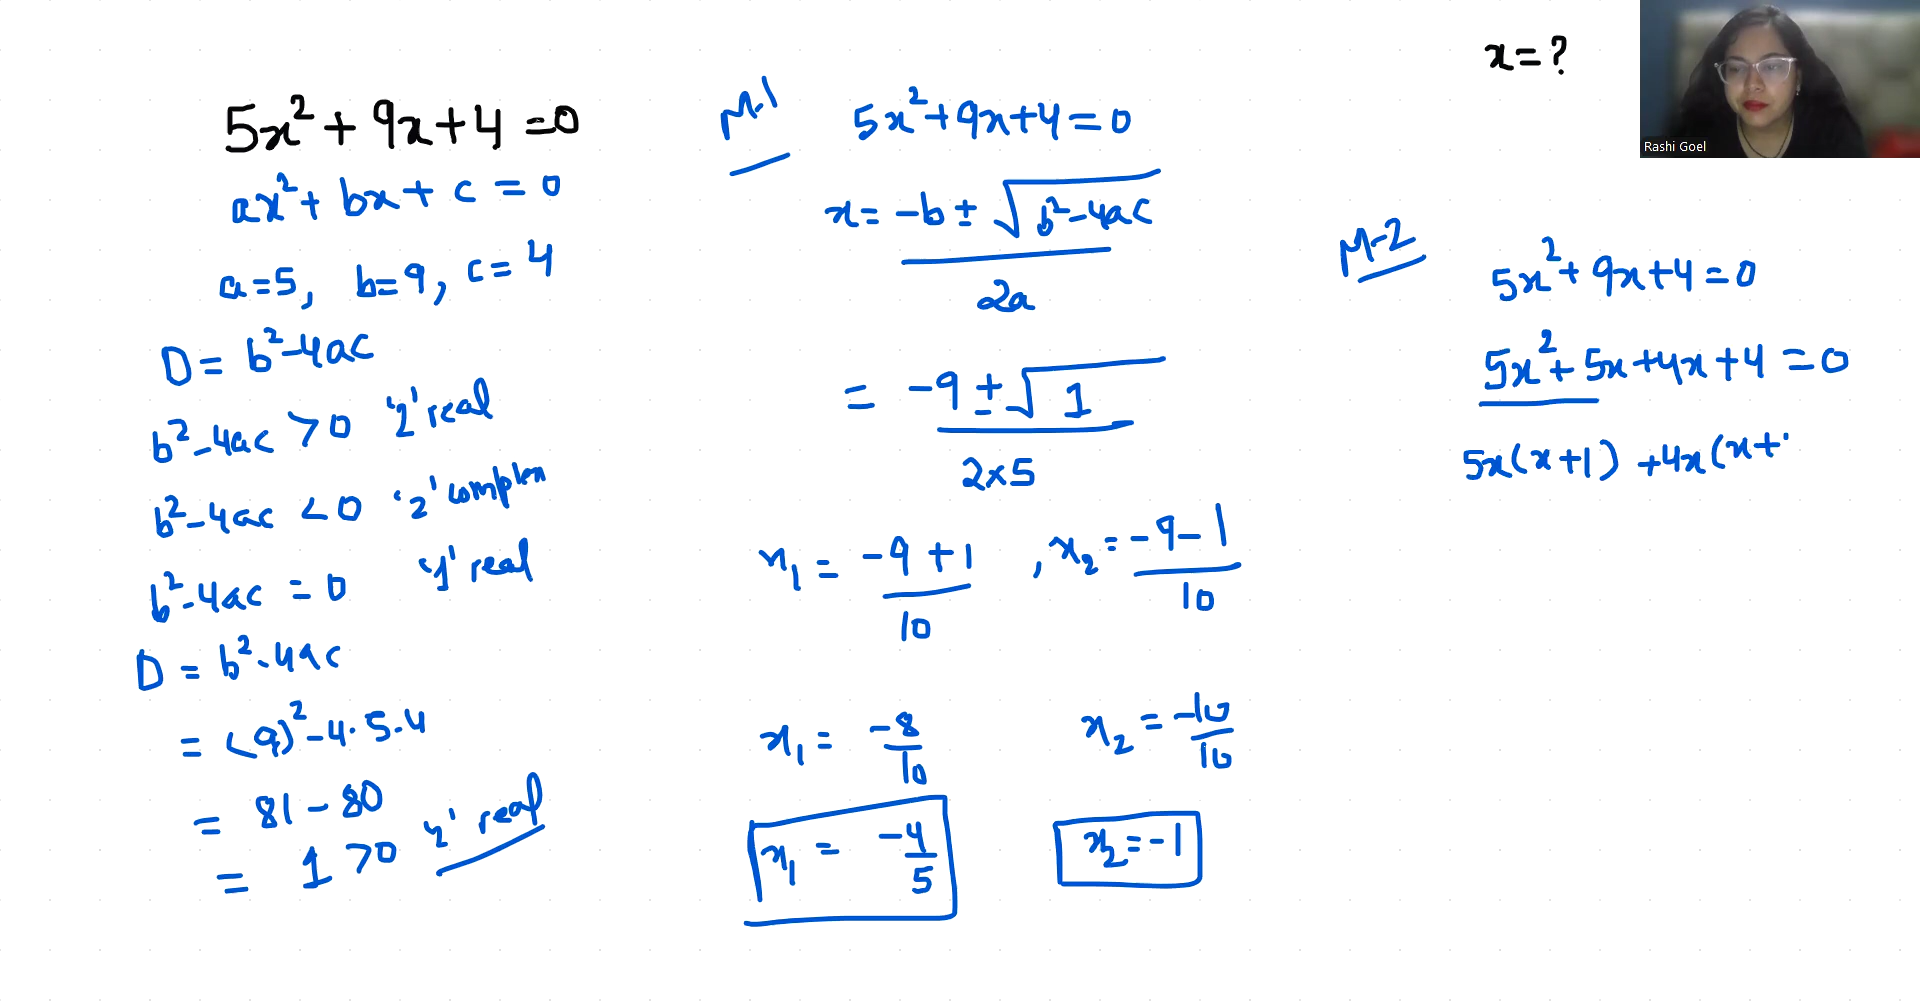 5x² + 9x + 4 = 0
ax² + bx + c = 0
a = 5, b = 9, c = 4
D = b² - 4ac
b² - 4ac > 0 '2' real
b² - 4ac < 0 '2' complex
b² - 4ac = 0 '1' real
D = b² - 4ac
= (9)² - 4 · 5 · 4
= 81 - 80
= 1 > 0 '2' real
M-1
5x² + 9x + 4 = 0
x = (-b ± √(b² - 4ac)) / 2a
= (-9 ± √1) / (2 × 5)
x₁ = (-9 + 1) / 10 , x₂ = (-9 - 1) / 10
x₁ = -8/10 x₂ = -10/10
x₁ = -4/5 x₂ = -1
x = ?
Rashi Goel
M-2
5x² + 9x + 4 = 0
5x² + 5x + 4x + 4 = 0
5x(x + 1) + 4x(x +